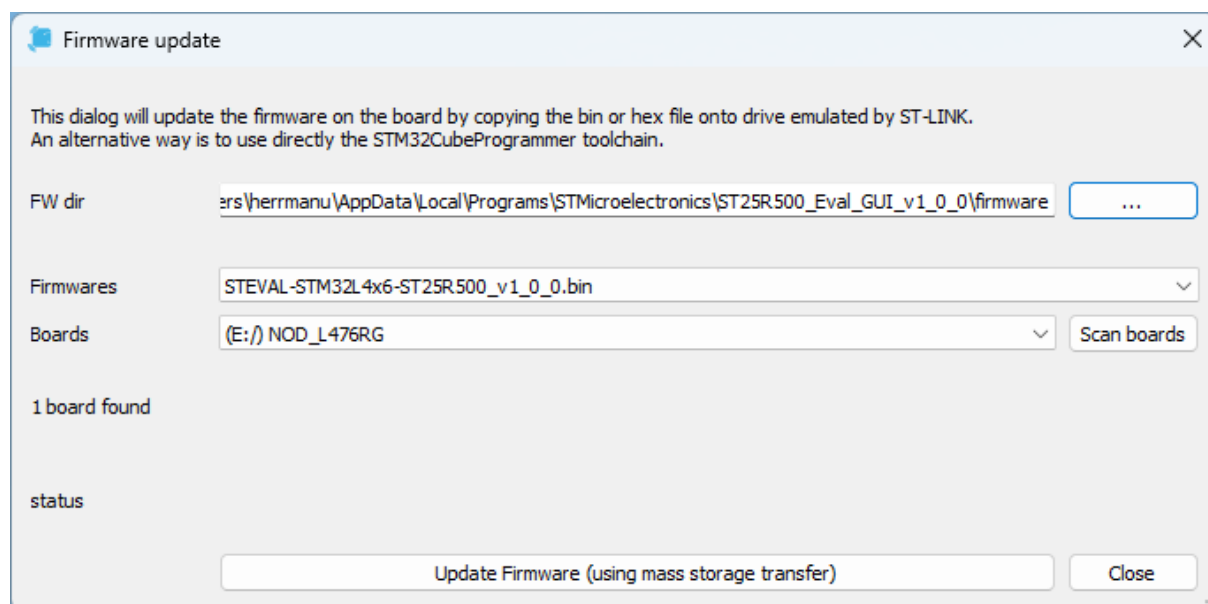 Firmware update
This dialog will update the firmware on the board by copying the bin or hex file onto drive emulated by ST-LINK.
An alternative way is to use directly the STM32CubeProgrammer toolchain.
FW dir ers\herrmanu\AppData\Local\Programs\STMicroelectronics\ST25R500_Eval_GUI_v1_0_0\firmware ...
Firmwares STEVAL-STM32L4x6-ST25R500_v1_0_0.bin
Boards (E:/) NOD_L476RG Scan boards
1 board found
status
Update Firmware (using mass storage transfer) Close